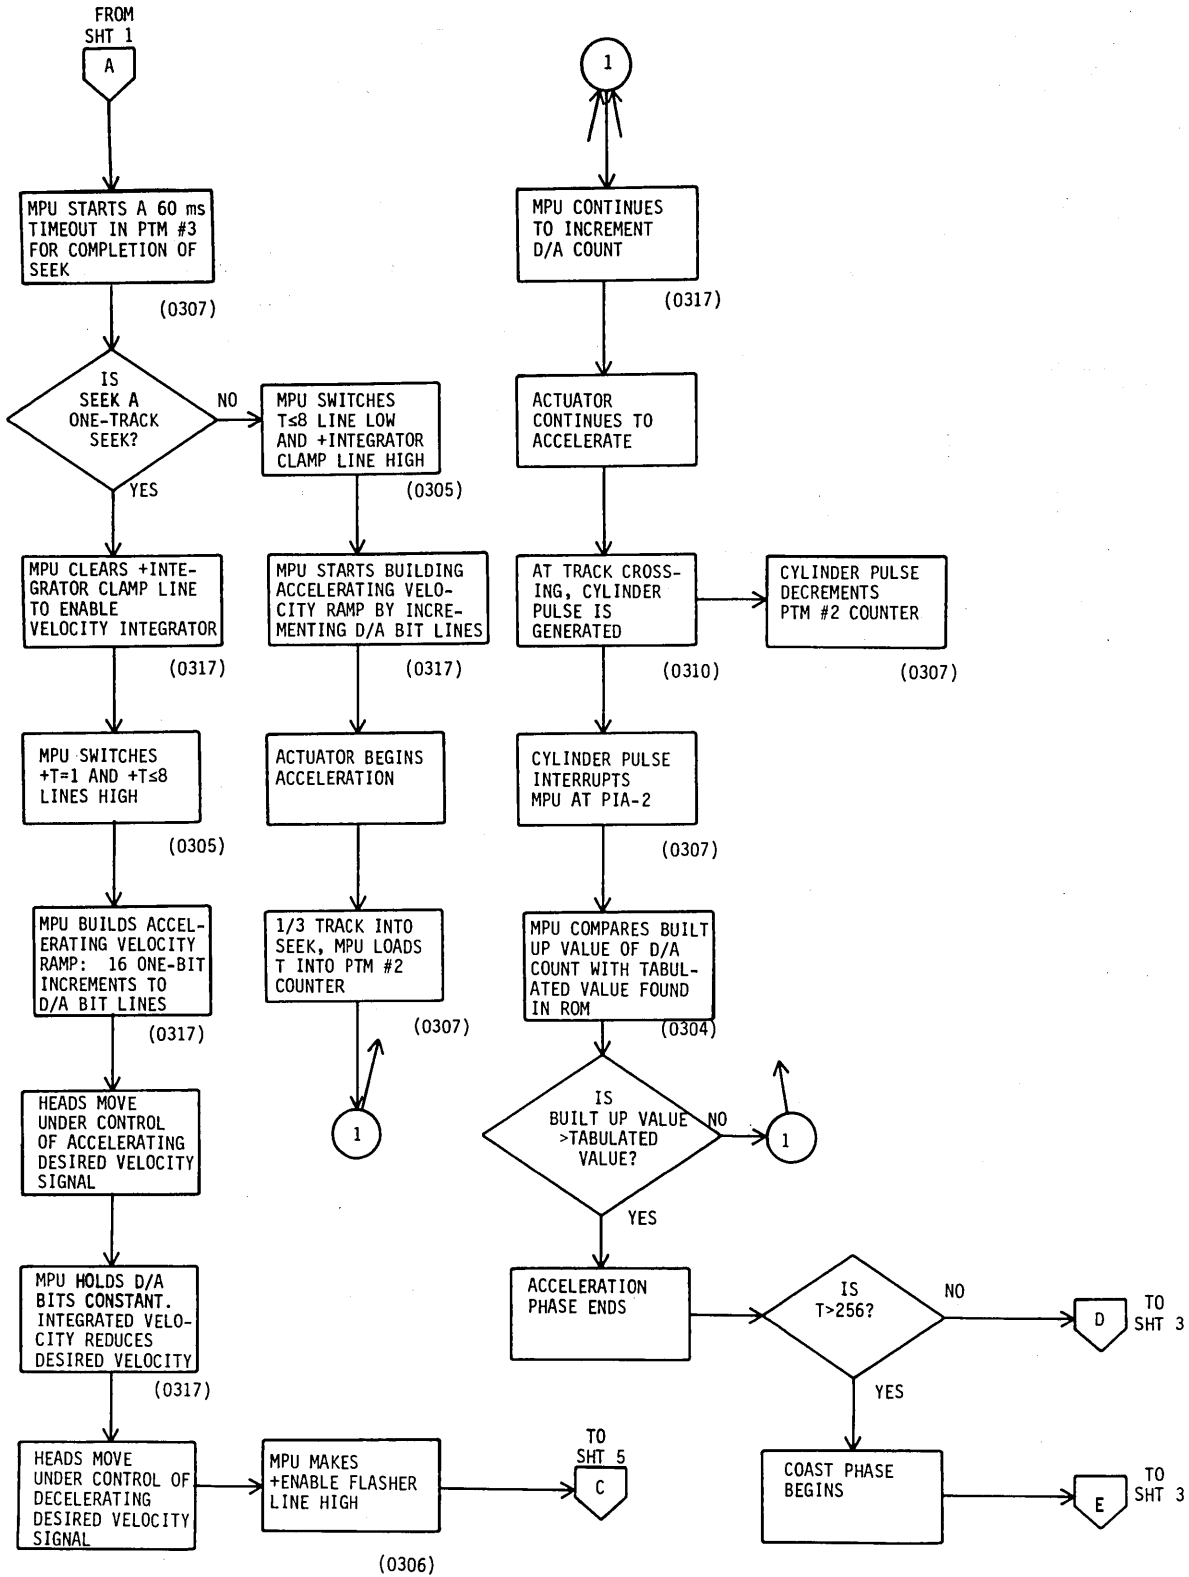 FROM
SHT 1
A
MPU STARTS A 60 ms
TIMEOUT IN PTM #3
FOR COMPLETION OF
SEEK
(0307)
IS
SEEK A
ONE-TRACK
SEEK?
NO
YES
MPU CLEARS +INTE-
GRATOR CLAMP LINE
TO ENABLE
VELOCITY INTEGRATOR
(0317)
MPU SWITCHES
+T=1 AND +T≤8
LINES HIGH
(0305)
MPU BUILDS ACCEL-
ERATING VELOCITY
RAMP: 16 ONE-BIT
INCREMENTS TO
D/A BIT LINES
(0317)
HEADS MOVE
UNDER CONTROL
OF ACCELERATING
DESIRED VELOCITY
SIGNAL
MPU HOLDS D/A
BITS CONSTANT.
INTEGRATED VELO-
CITY REDUCES
DESIRED VELOCITY
(0317)
HEADS MOVE
UNDER CONTROL OF
DECELERATING
DESIRED VELOCITY
SIGNAL
MPU MAKES
+ENABLE FLASHER
LINE HIGH
(0306)
TO
SHT 5
C
MPU SWITCHES
T≤8 LINE LOW
AND +INTEGRATOR
CLAMP LINE HIGH
(0305)
MPU STARTS BUILDING
ACCELERATING VELO-
CITY RAMP BY INCRE-
MENTING D/A BIT LINES
(0317)
ACTUATOR BEGINS
ACCELERATION
1/3 TRACK INTO
SEEK, MPU LOADS
T INTO PTM #2
COUNTER
(0307)
1
1
MPU CONTINUES
TO INCREMENT
D/A COUNT
(0317)
ACTUATOR
CONTINUES TO
ACCELERATE
AT TRACK CROSS-
ING, CYLINDER
PULSE IS
GENERATED
(0310)
CYLINDER PULSE
DECREMENTS
PTM #2 COUNTER
(0307)
CYLINDER PULSE
INTERRUPTS
MPU AT PIA-2
(0307)
MPU COMPARES BUILT
UP VALUE OF D/A
COUNT WITH TABUL-
ATED VALUE FOUND
IN ROM
(0304)
IS
BUILT UP VALUE
>TABULATED
VALUE?
NO
1
YES
ACCELERATION
PHASE ENDS
IS
T>256?
NO
D
TO
SHT 3
YES
COAST PHASE
BEGINS
E
TO
SHT 3